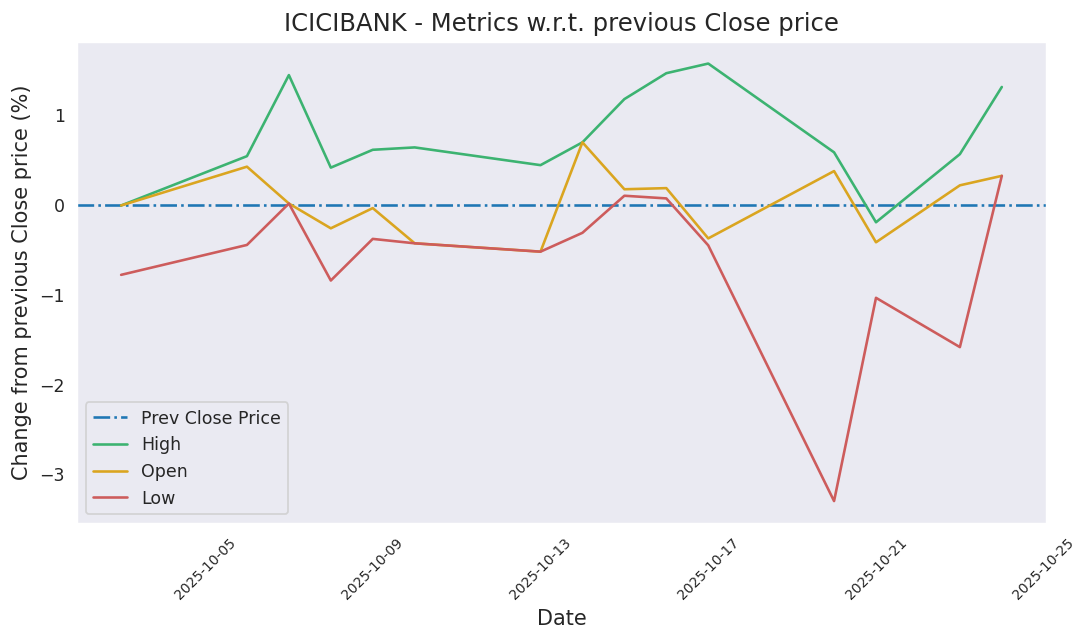 ICICIBANK - Metrics w.r.t. previous Close price
Change from previous Close price (%)
1
0
−1
−2
−3
Prev Close Price
High
Open
Low
2025-10-05
2025-10-09
2025-10-13
2025-10-17
2025-10-21
2025-10-25
Date